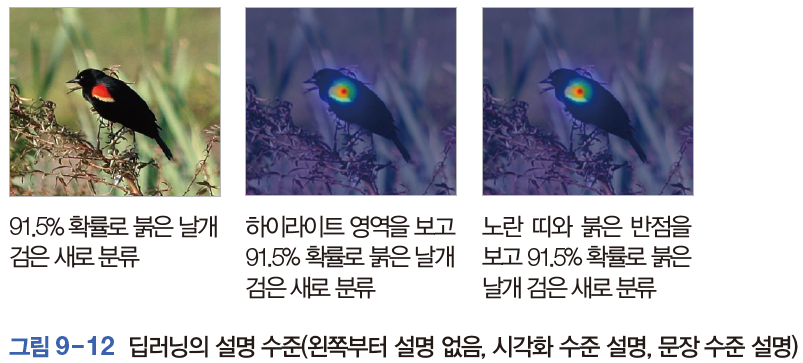 91.5% 확률로 붉은 날개
검은 새로 분류
하이라이트 영역을 보고
91.5% 확률로 붉은 날개
검은 새로 분류
노란 띠와 붉은 반점을
보고 91.5% 확률로 붉은
날개 검은 새로 분류
그림 9-12 딥러닝의 설명 수준(왼쪽부터 설명 없음, 시각화 수준 설명, 문장 수준 설명)